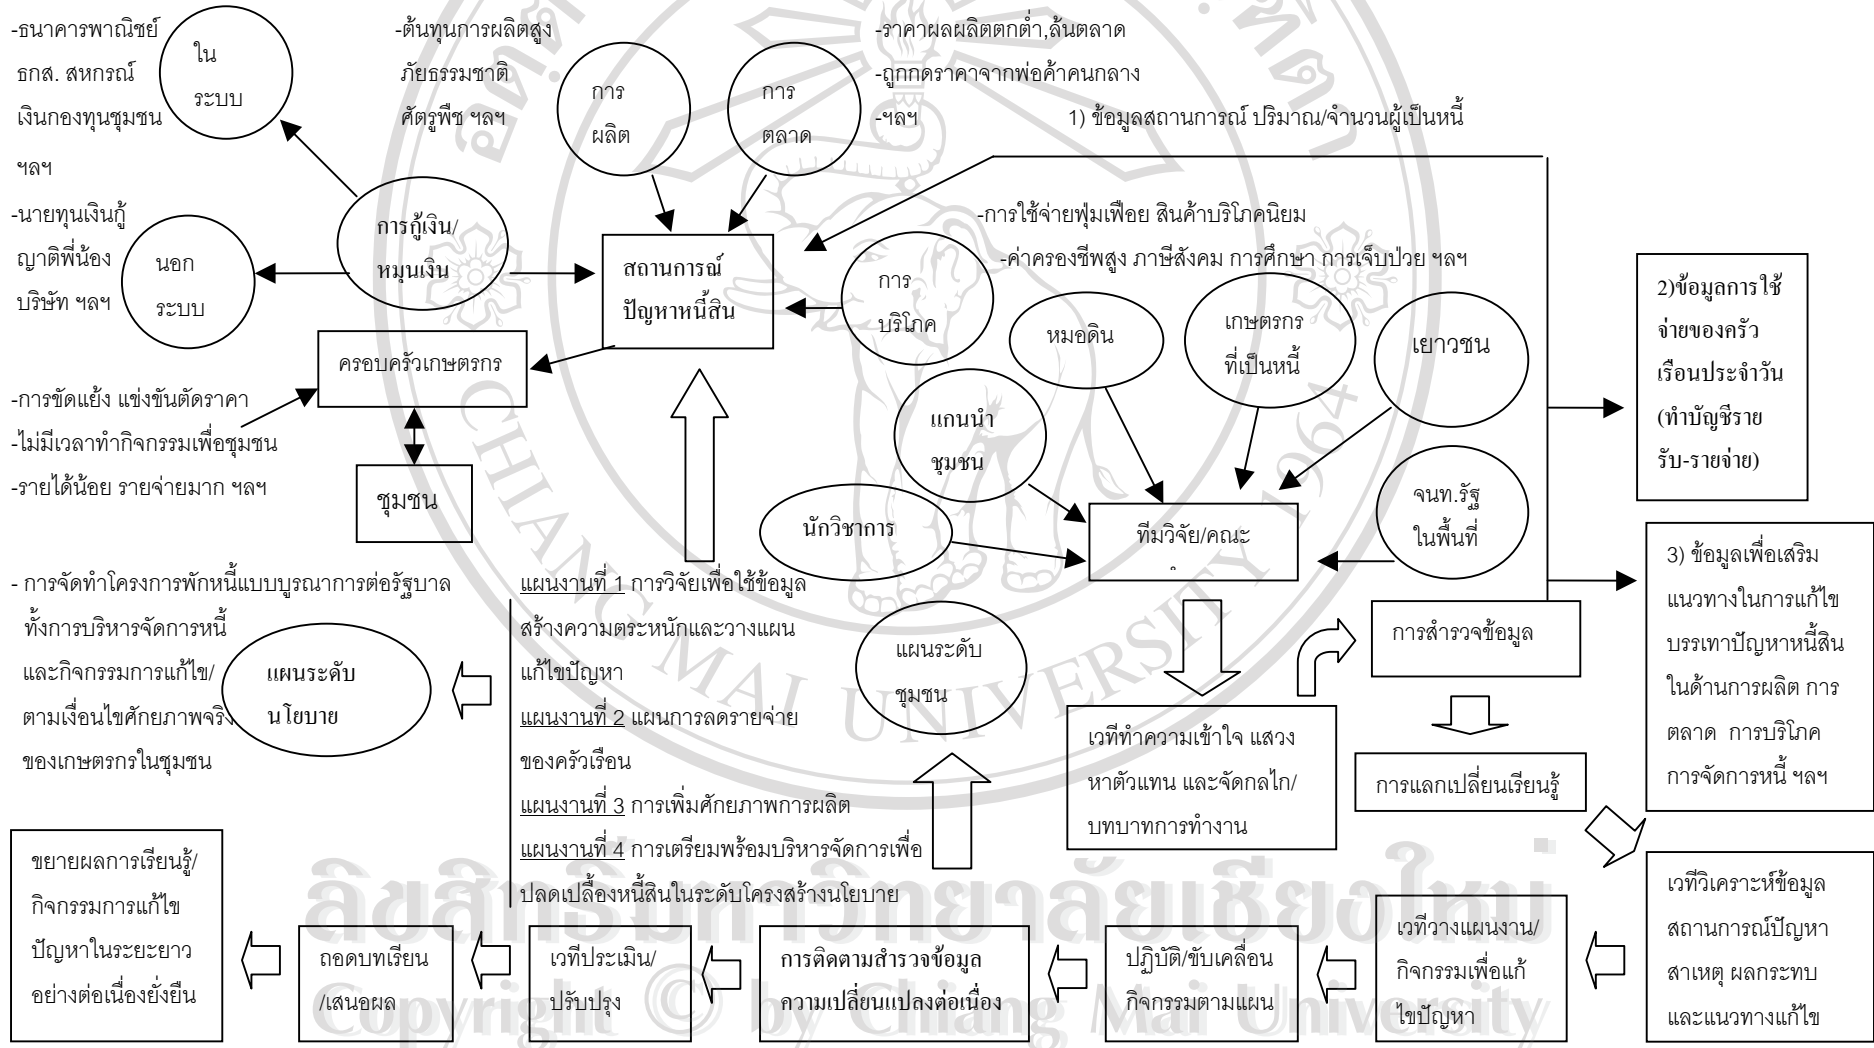 -ธนาคารพาณิชย์
ธกส. สหกรณ์
เงินกองทุนชุมชน
ฯลฯ
-นายทุนเงินกู้
ญาติพี่น้อง
บริษัท ฯลฯ
ใน
ระบบ
นอก
ระบบ
การกู้เงิน/
หมุนเงิน
-ต้นทุนการผลิตสูง
ภัยธรรมชาติ
ศัตรูพืช ฯลฯ
การ
ผลิต
การ
ตลาด
-ราคาผลผลิตตกต่ำ,ล้นตลาด
-ถูกกดราคาจากพ่อค้าคนกลาง
-ฯลฯ
1) ข้อมูลสถานการณ์ ปริมาณ/จำนวนผู้เป็นหนี้
สถานการณ์
ปัญหาหนี้สิน
-การใช้จ่ายฟุ่มเฟือย สินค้าบริโภคนิยม
-ค่าครองชีพสูง ภาษีสังคม การศึกษา การเจ็บป่วย ฯลฯ
การ
บริโภค
หมอดิน
เกษตรกร
ที่เป็นหนี้
เยาวชน
2)ข้อมูลการใช้
จ่ายของครัว
เรือนประจำวัน
(ทำบัญชีราย
รับ-รายจ่าย)
ครอบครัวเกษตรกร
-การขัดแย้ง แข่งขันตัดราคา
-ไม่มีเวลาทำกิจกรรมเพื่อชุมชน
-รายได้น้อย รายจ่ายมาก ฯลฯ
ชุมชน
แกนนำ
ชุมชน
นักวิชาการ
ทีมวิจัย/คณะ
จนท.รัฐ
ในพื้นที่
3) ข้อมูลเพื่อเสริม
แนวทางในการแก้ไข
บรรเทาปัญหาหนี้สิน
ในด้านการผลิต การ
ตลาด การบริโภค
การจัดการหนี้ ฯลฯ
- การจัดทำโครงการพักหนี้แบบบูรณาการต่อรัฐบาล
ทั้งการบริหารจัดการหนี้
และกิจกรรมการแก้ไข/
ตามเงื่อนไขศักยภาพจริง
ของเกษตรกรในชุมชน
แผนระดับ
นโยบาย
แผนงานที่ 1 การวิจัยเพื่อใช้ข้อมูล
สร้างความตระหนักและวางแผน
แก้ไขปัญหา
แผนงานที่ 2 แผนการลดรายจ่าย
ของครัวเรือน
แผนงานที่ 3 การเพิ่มศักยภาพการผลิต
แผนงานที่ 4 การเตรียมพร้อมบริหารจัดการเพื่อ
ปลดเปลื้องหนี้สินในระดับโครงสร้างนโยบาย
แผนระดับ
ชุมชน
การสำรวจข้อมูล
เวทีทำความเข้าใจ แสวง
หาตัวแทน และจัดกลไก/
บทบาทการทำงาน
การแลกเปลี่ยนเรียนรู้
เวทีวิเคราะห์ข้อมูล
สถานการณ์ปัญหา
สาเหตุ ผลกระทบ
และแนวทางแก้ไข
เวทีวางแผนงาน/
กิจกรรมเพื่อแก้
ไขปัญหา
ปฏิบัติ/ขับเคลื่อน
กิจกรรมตามแผน
การติดตามสำรวจข้อมูล
ความเปลี่ยนแปลงต่อเนื่อง
เวทีประเมิน/
ปรับปรุง
ถอดบทเรียน
/เสนอผล
ขยายผลการเรียนรู้/
กิจกรรมการแก้ไข
ปัญหาในระยะยาว
อย่างต่อเนื่องยั่งยืน
CHIANG MAI UNIVERSITY 1964
ลิขสิทธิ์มหาวิทยาลัยเชียงใหม่
Copyright © by Chiang Mai University